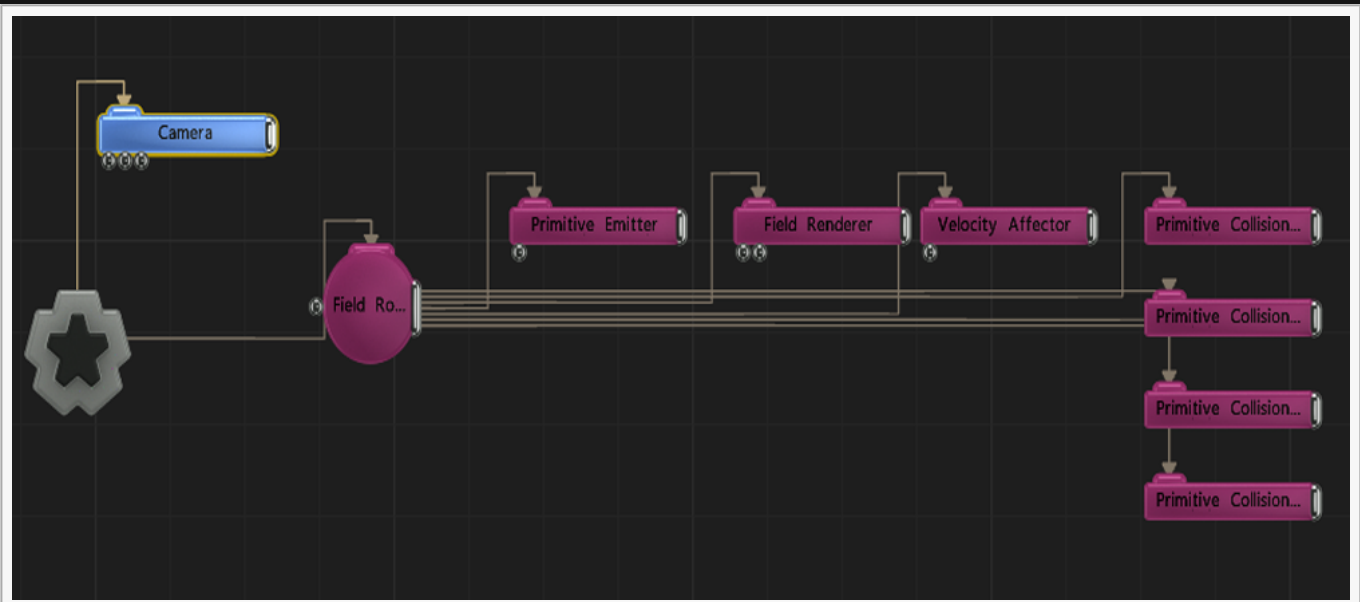 Camera
Primitive Emitter
Field Renderer
Velocity Affector
Primitive Collision...
Field Ro...
Primitive Collision...
Primitive Collision...
Primitive Collision...